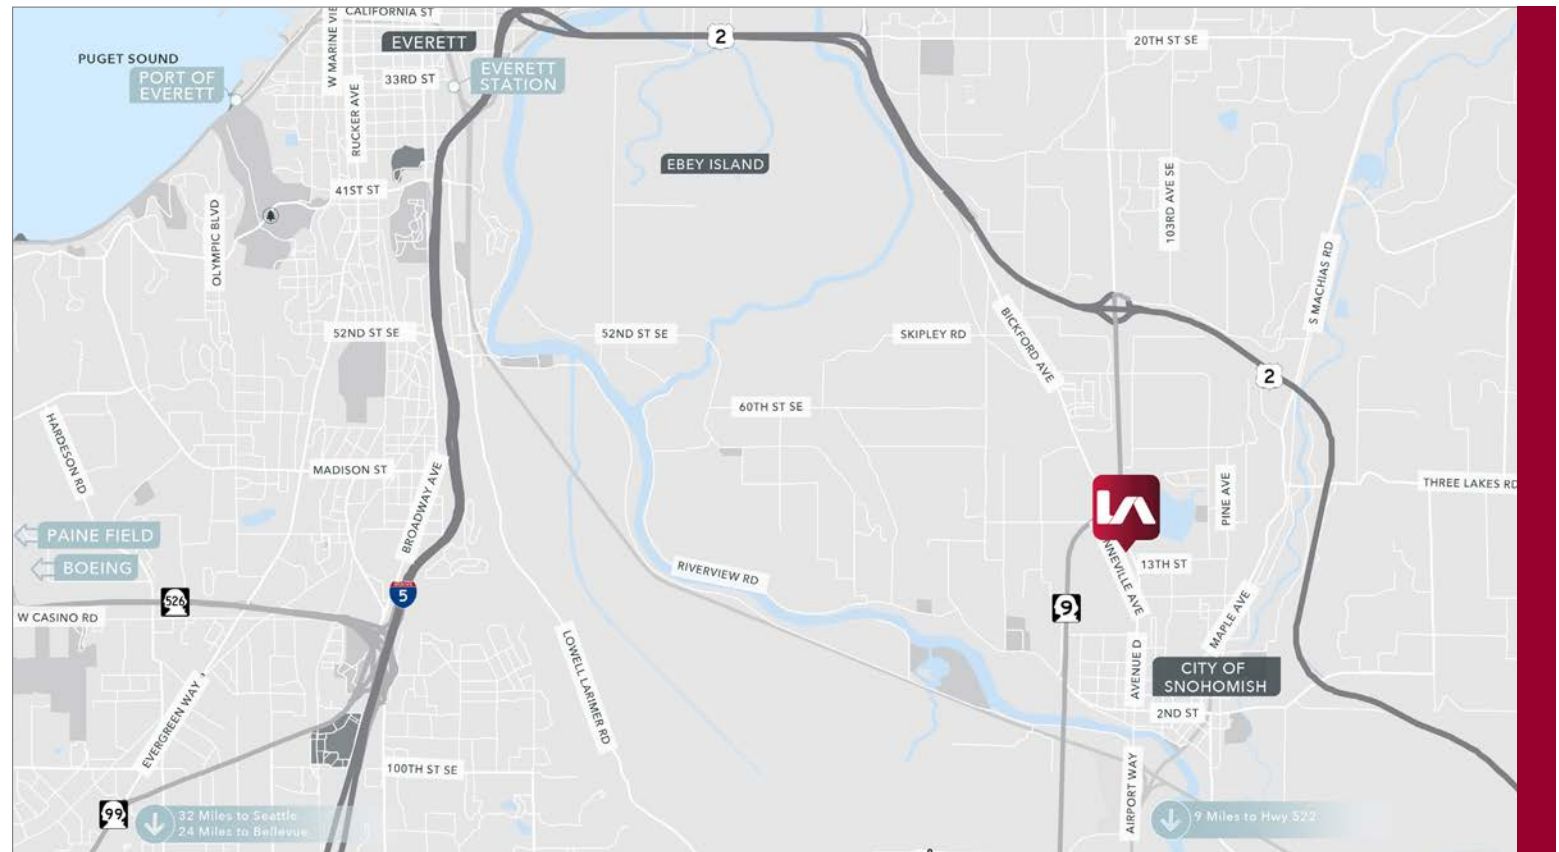 CALIFORNIA ST
W MARINE VIE
EVERETT
2
20TH ST SE
PUGET SOUND
PORT OF
EVERETT
33RD ST
EVERETT
STATION
RUCKER AVE
EBEY ISLAND
41ST ST
OLYMPIC BLVD
103RD AVE SE
S MACHIAS RD
52ND ST SE
52ND ST SE
SKIPLEY RD
BICKFORD AVE
2
60TH ST SE
HARDESON RD
MADISON ST
BROADWAY AVE
PINE AVE
THREE LAKES RD
PAINE FIELD
BOEING
NNEVILLE AVE
13TH ST
RIVERVIEW RD
526
5
9
W CASINO RD
MAPLE AVE
LOWELL LARIMER RD
AVENUE D
CITY OF
SNOHOMISH
EVERGREEN WAY
2ND ST
100TH ST SE
AIRPORT WAY
99
32 Miles to Seattle
24 Miles to Bellevue
9 Miles to Hwy 522